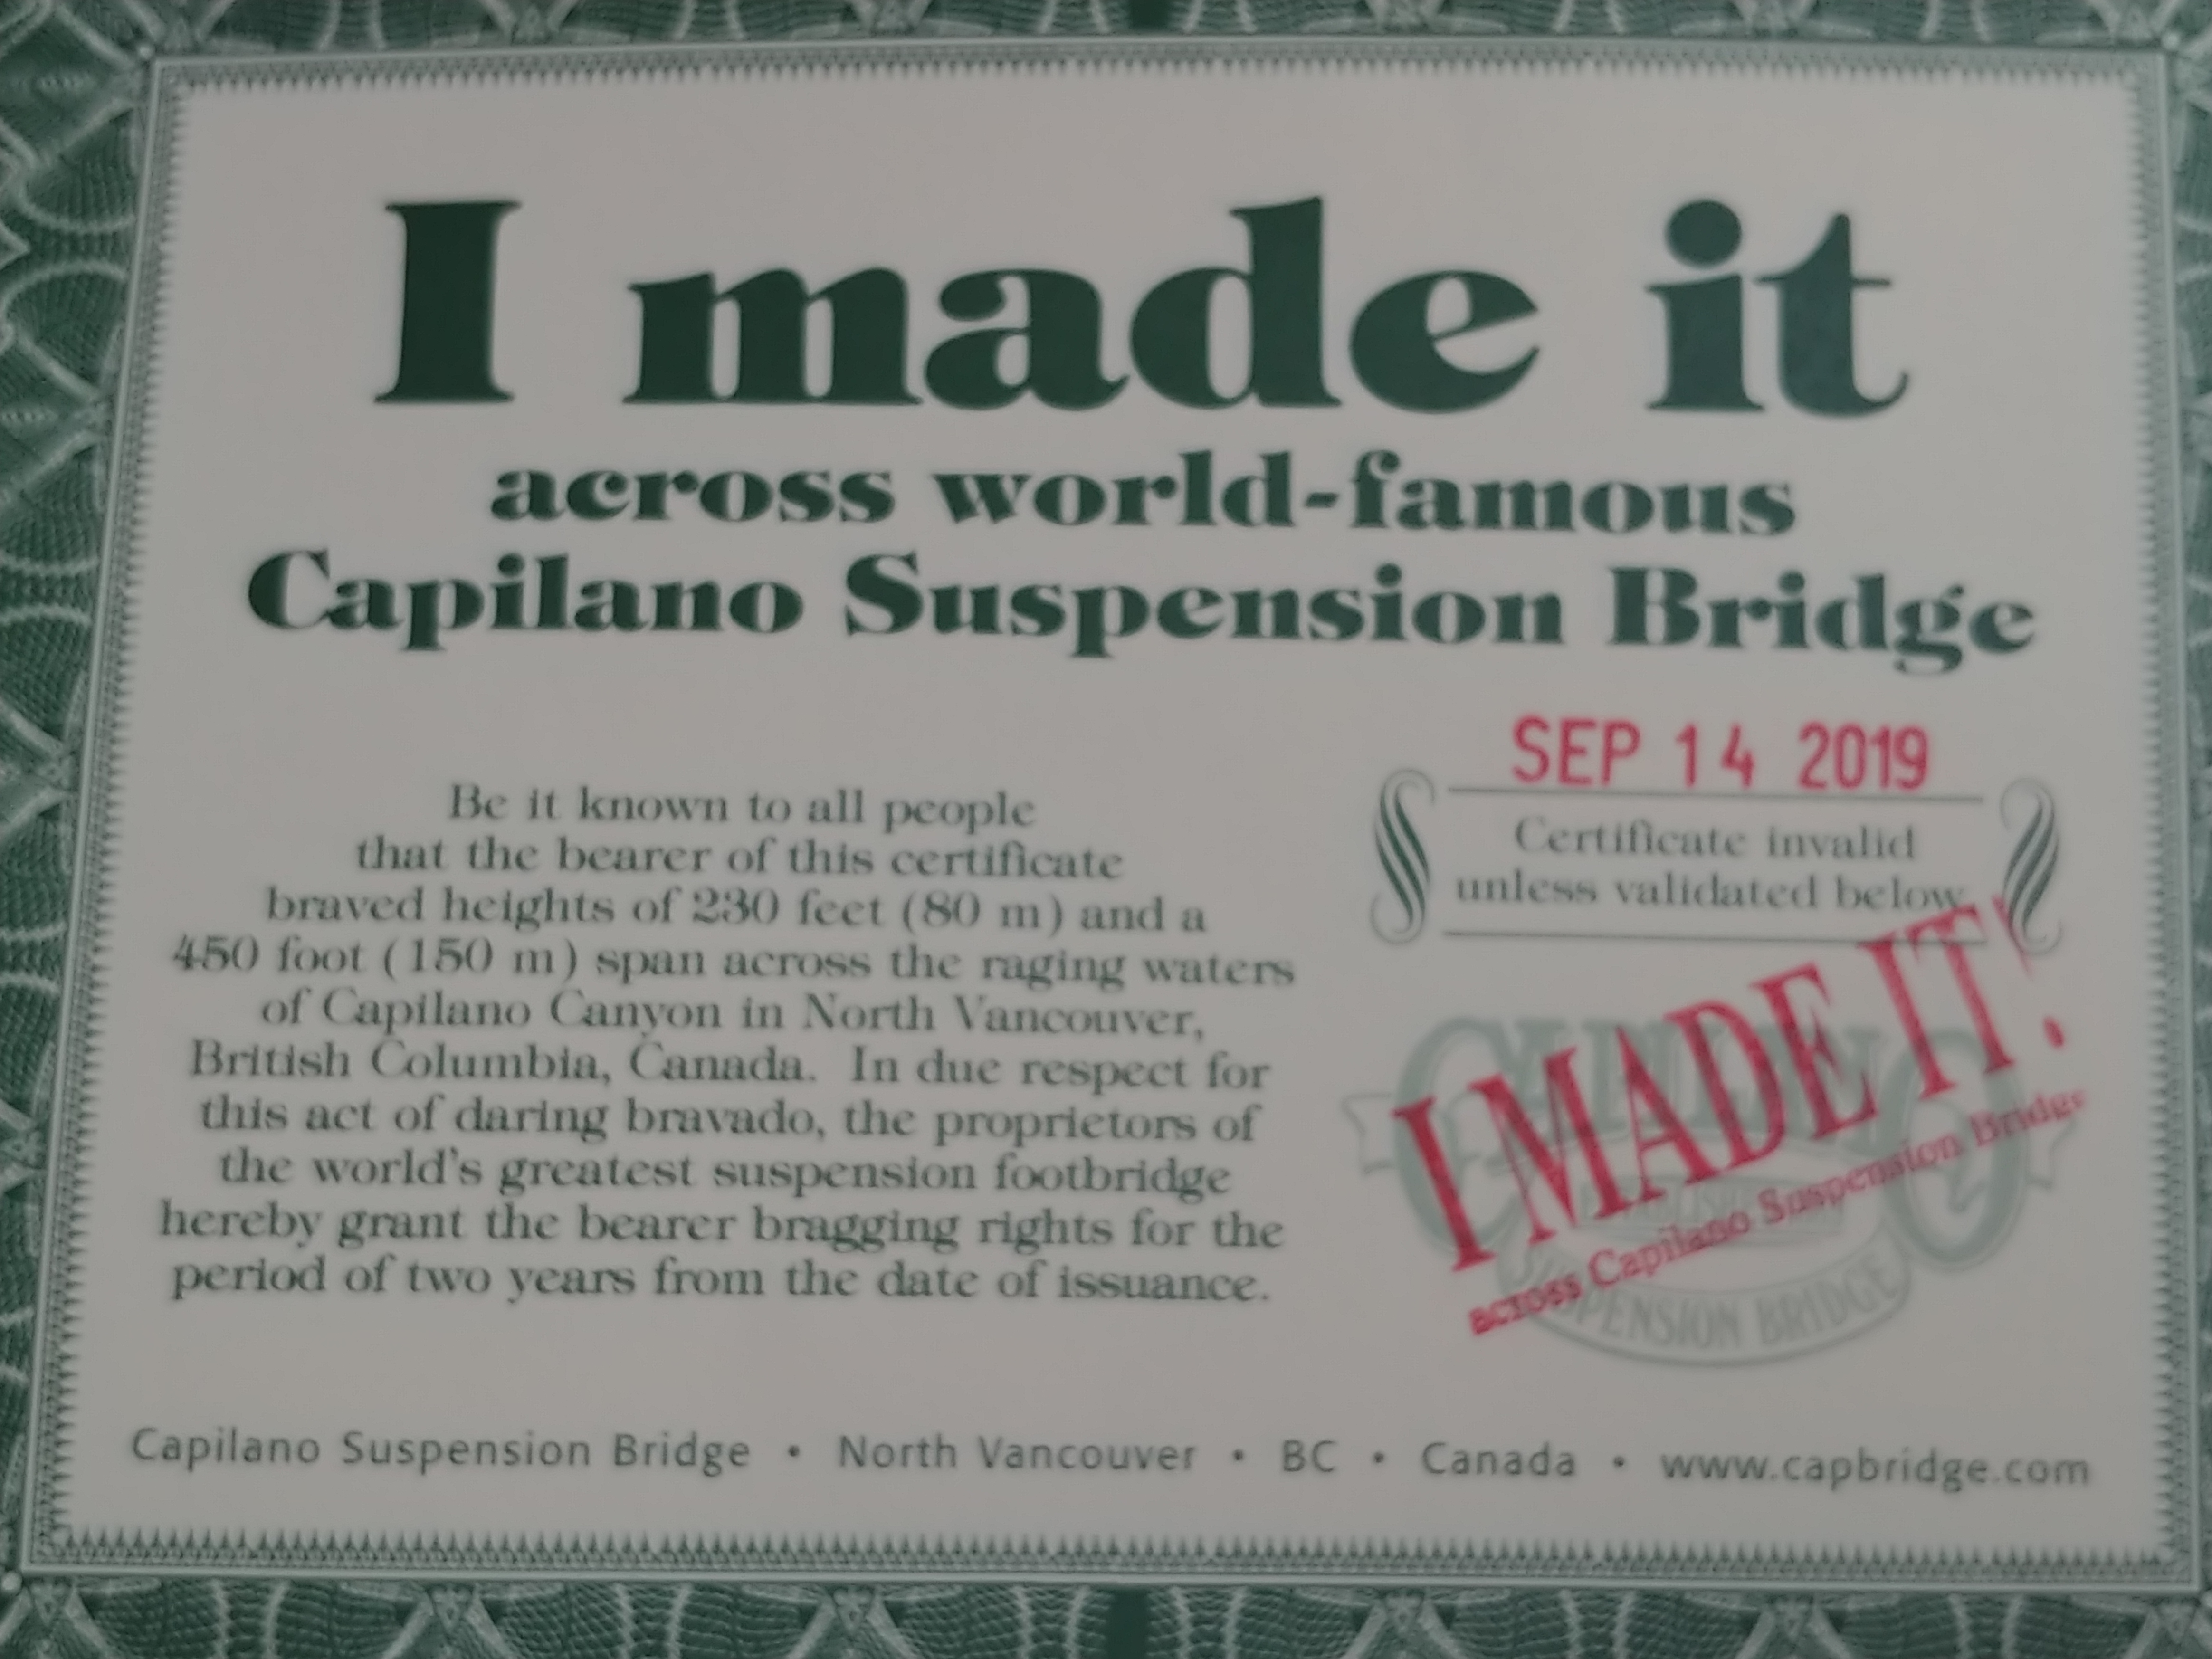 I made it
across world-famous
Capilano Suspension Bridge
Be it known to all people
that the bearer of this certificate
braved heights of 230 feet (80 m) and a
450 foot (150 m) span across the raging waters
of Capilano Canyon in North Vancouver,
British Columbia, Canada. In due respect for
this act of daring bravado, the proprietors of
the world's greatest suspension footbridge
hereby grant the bearer bragging rights for the
period of two years from the date of issuance.
SEP 14 2019
Certificate invalid
unless validated below
I MADE IT!
across Capilano Suspension Bridge
CAPILANO
SUSPENSION BRIDGE
Capilano Suspension Bridge • North Vancouver • BC • Canada • www.capbridge.com